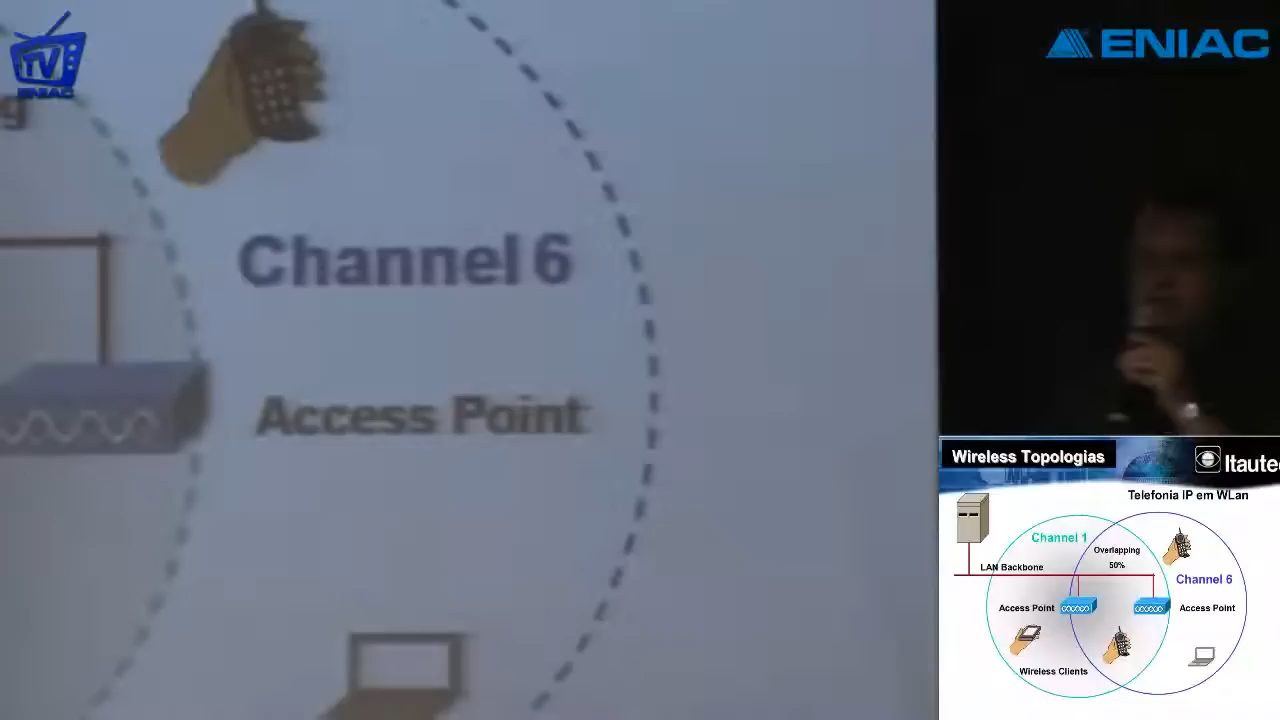 TV
ENIAC
g
Channel 6
Access Point
ENIAC
Wireless Topologias
Itautec
Telefonia IP em WLan
Channel 1
Overlapping
50%
LAN Backbone
Channel 6
Access Point
Access Point
Wireless Clients